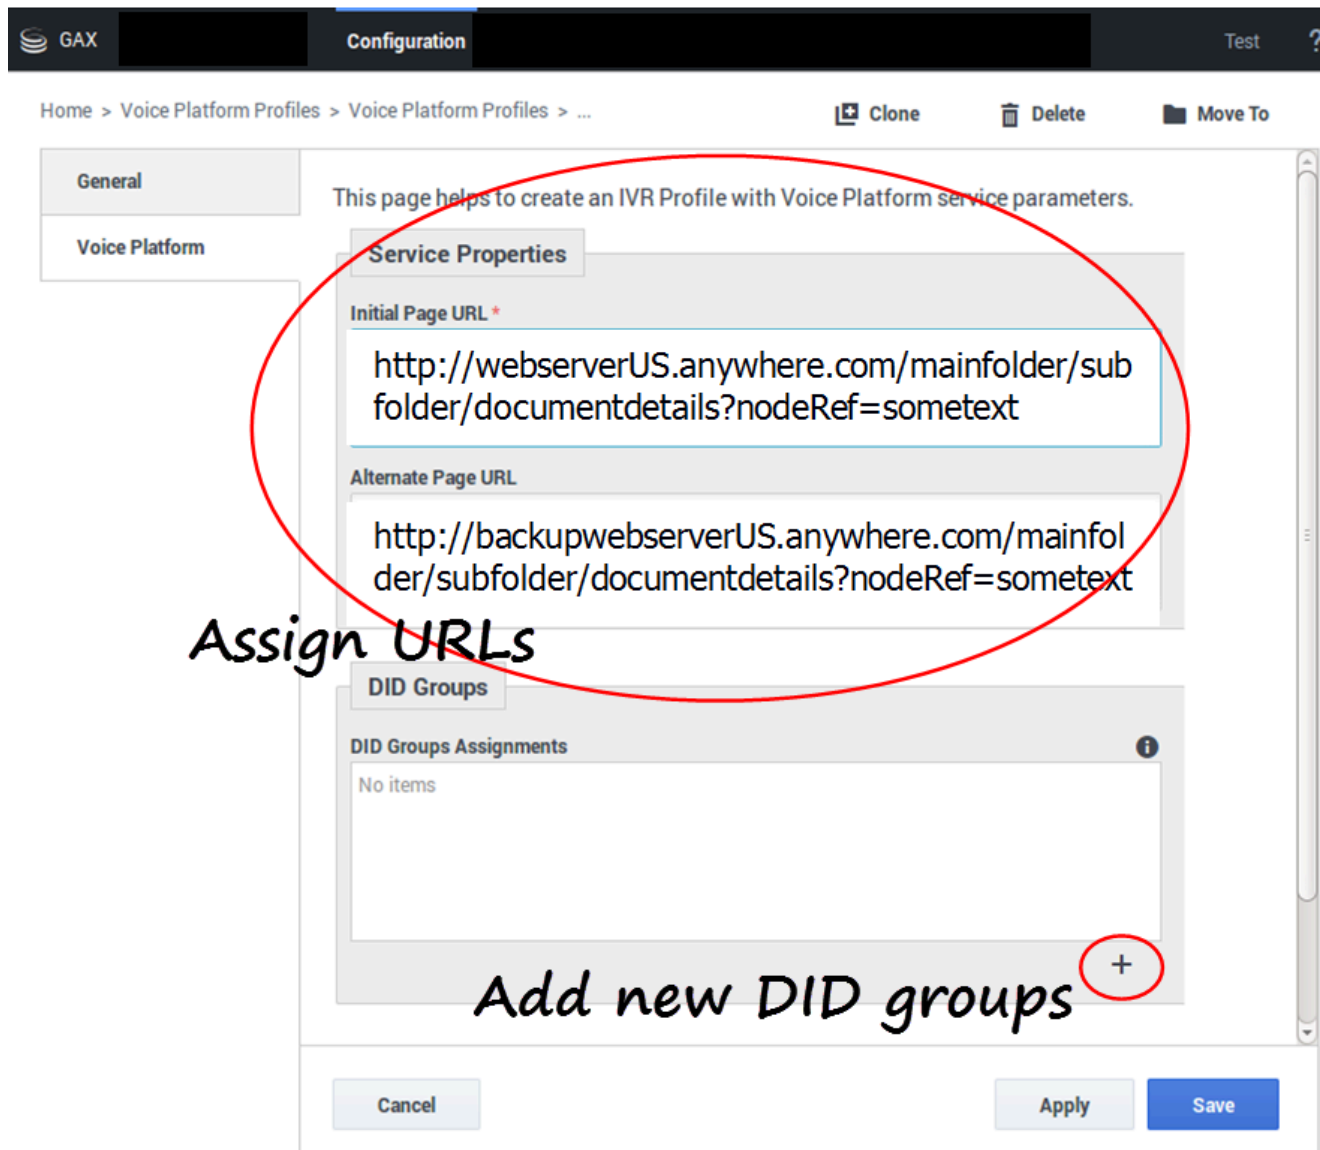 GAX
Configuration
Test
?
Home > Voice Platform Profiles > Voice Platform Profiles > ...
Clone
Delete
Move To
General
Voice Platform
This page helps to create an IVR Profile with Voice Platform service parameters.
Service Properties
Initial Page URL *
http://webserverUS.anywhere.com/mainfolder/sub
folder/documentdetails?nodeRef=sometext
Alternate Page URL
http://backupwebserverUS.anywhere.com/mainfol
der/subfolder/documentdetails?nodeRef=sometext
Assign URLs
DID Groups
DID Groups Assignments
No items
+
Add new DID groups
Cancel
Apply
Save